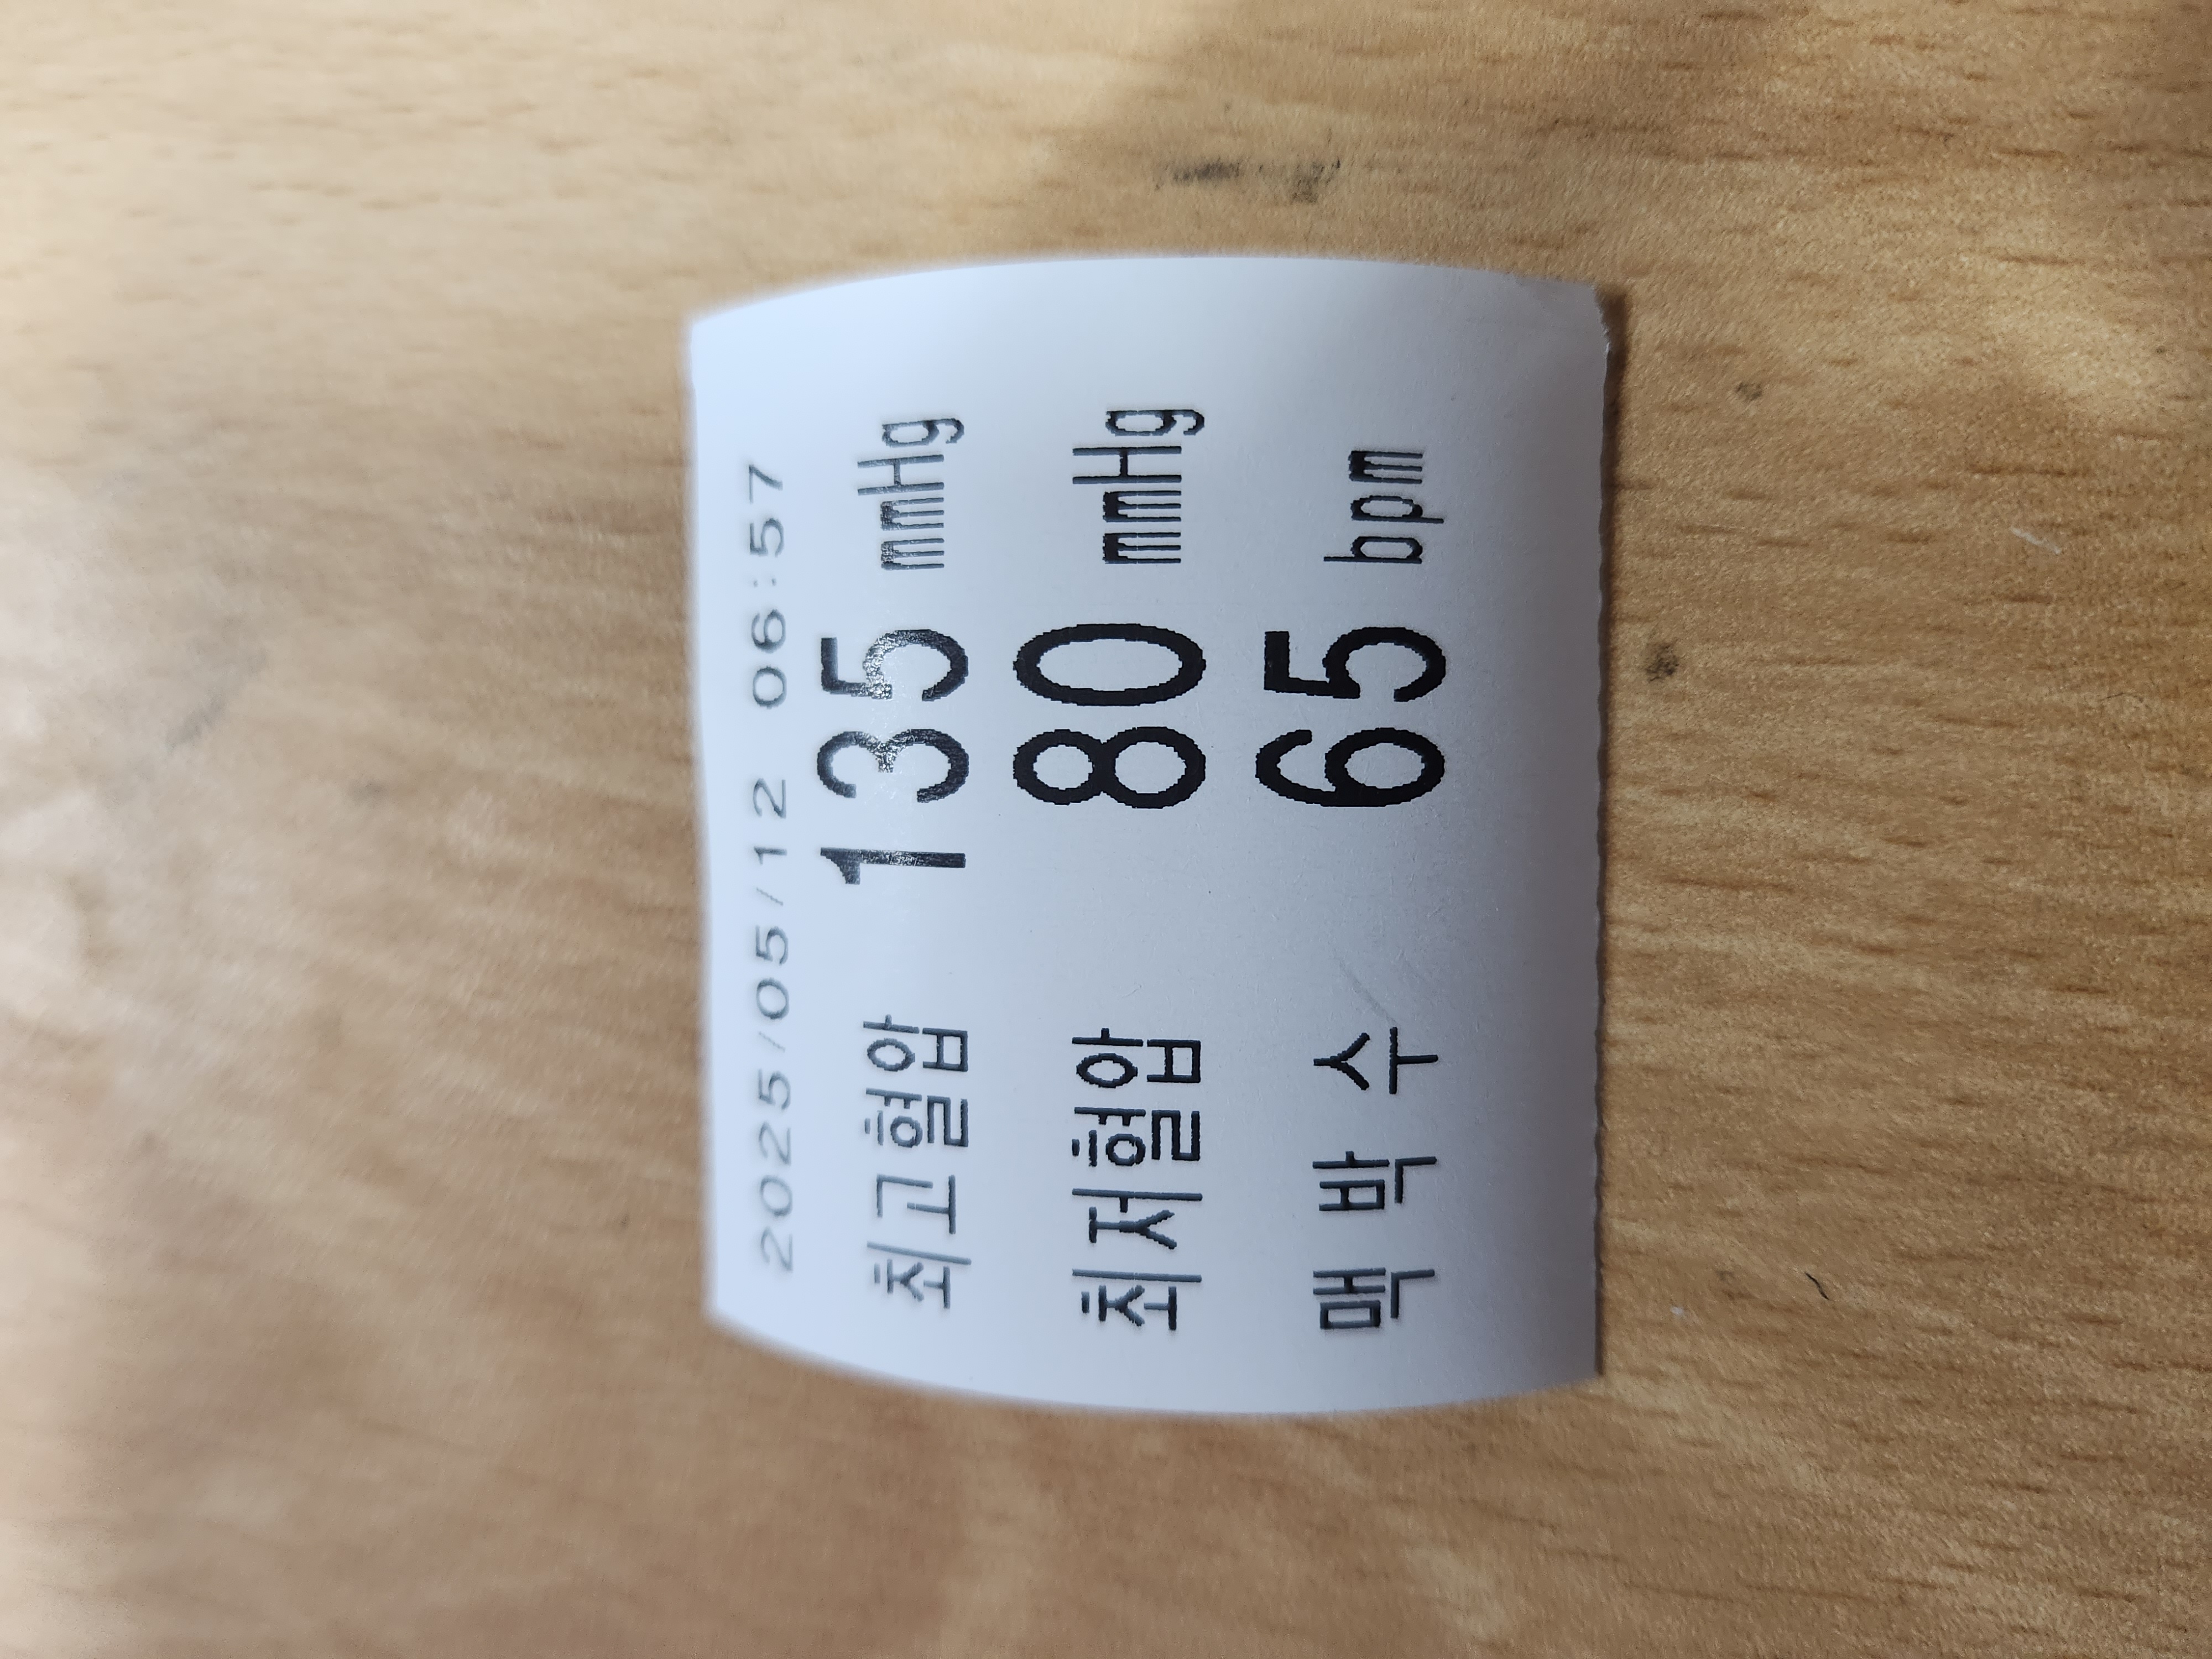 2025/05/12 06:57
최고혈압 135 mmHg
최저혈압 80 mmHg
맥 박 수 65 bpm